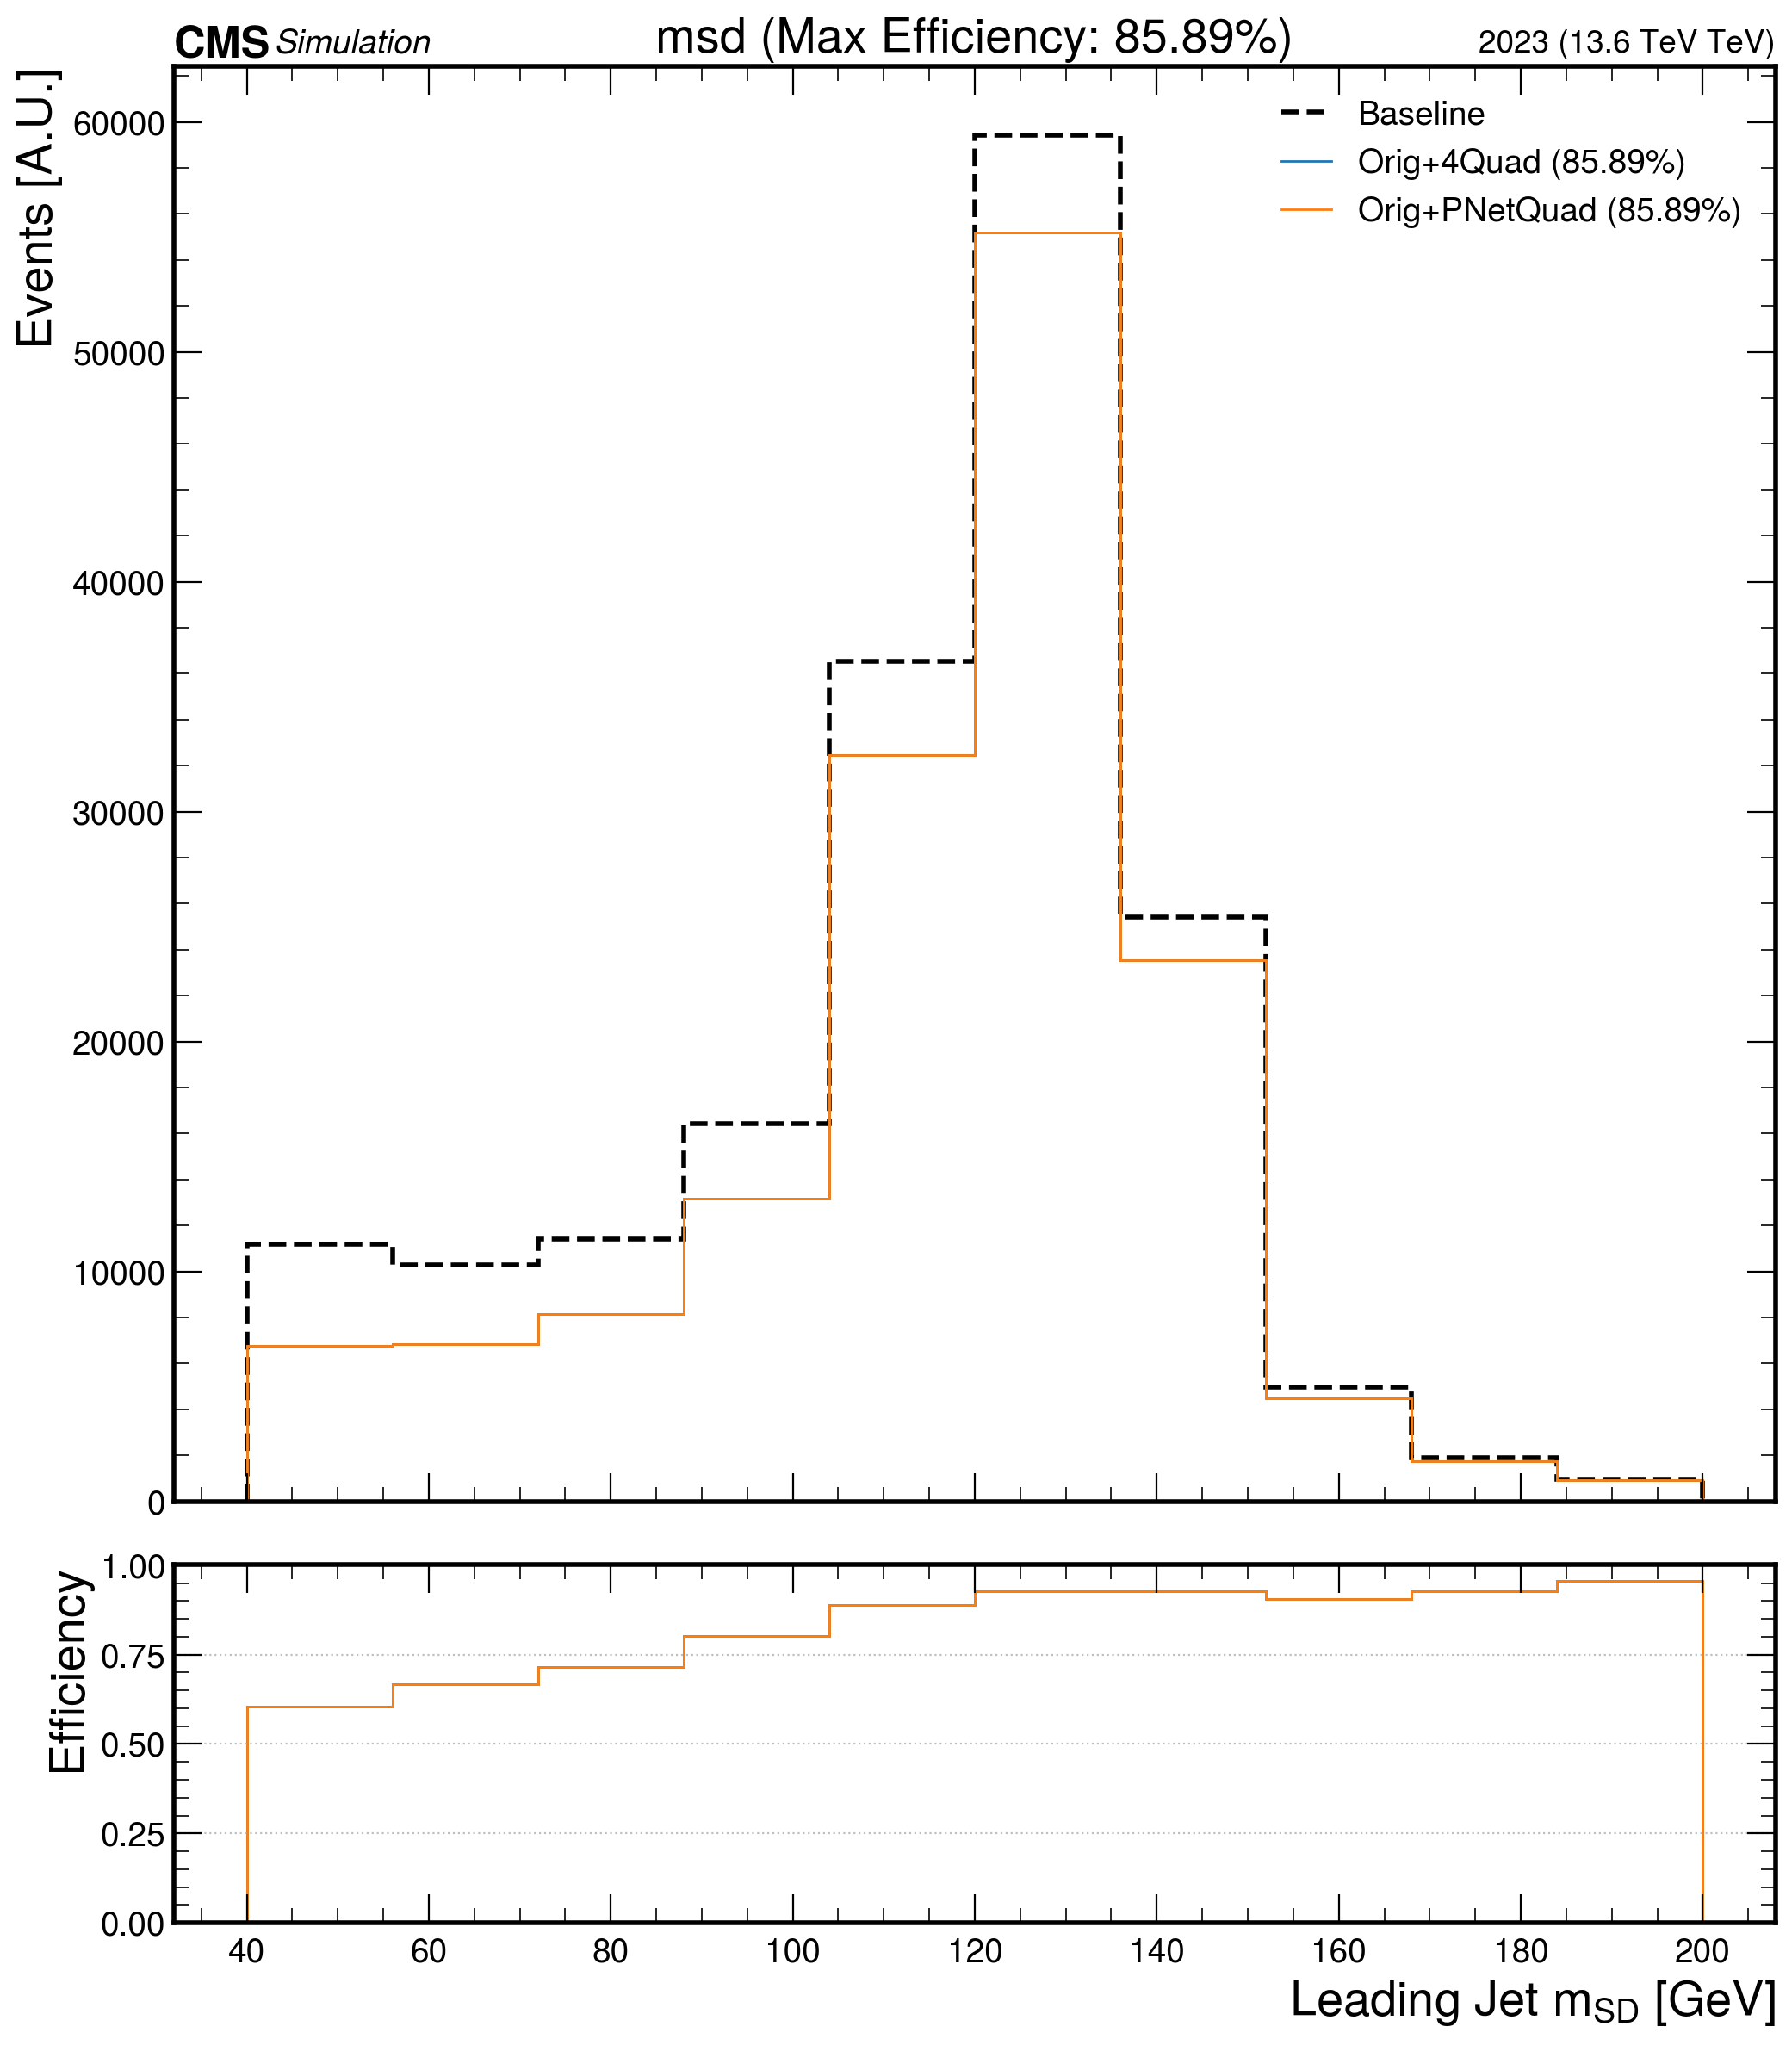 CMS Simulation
msd (Max Efficiency: 85.89%)
2023 (13.6 TeV TeV)
Events [A.U.]
60000
50000
40000
30000
20000
10000
0
Baseline
Orig+4Quad (85.89%)
Orig+PNetQuad (85.89%)
Efficiency
1.00
0.75
0.50
0.25
0.00
40 60 80 100 120 140 160 180 200
Leading Jet mSD [GeV]